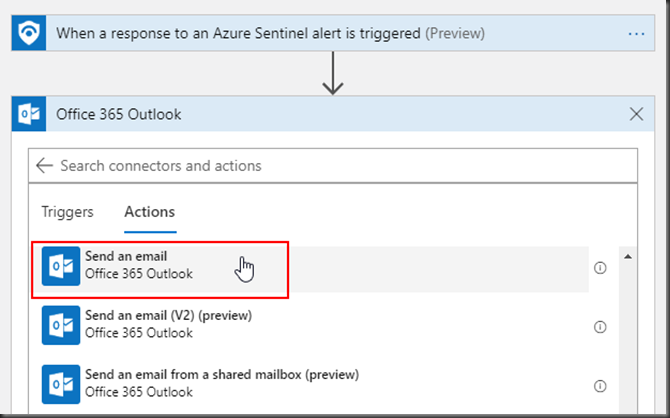 When a response to an Azure Sentinel alert is triggered (Preview)
Office 365 Outlook
Search connectors and actions
Triggers Actions
Send an email
Office 365 Outlook
Send an email (V2) (preview)
Office 365 Outlook
Send an email from a shared mailbox (preview)
Office 365 Outlook